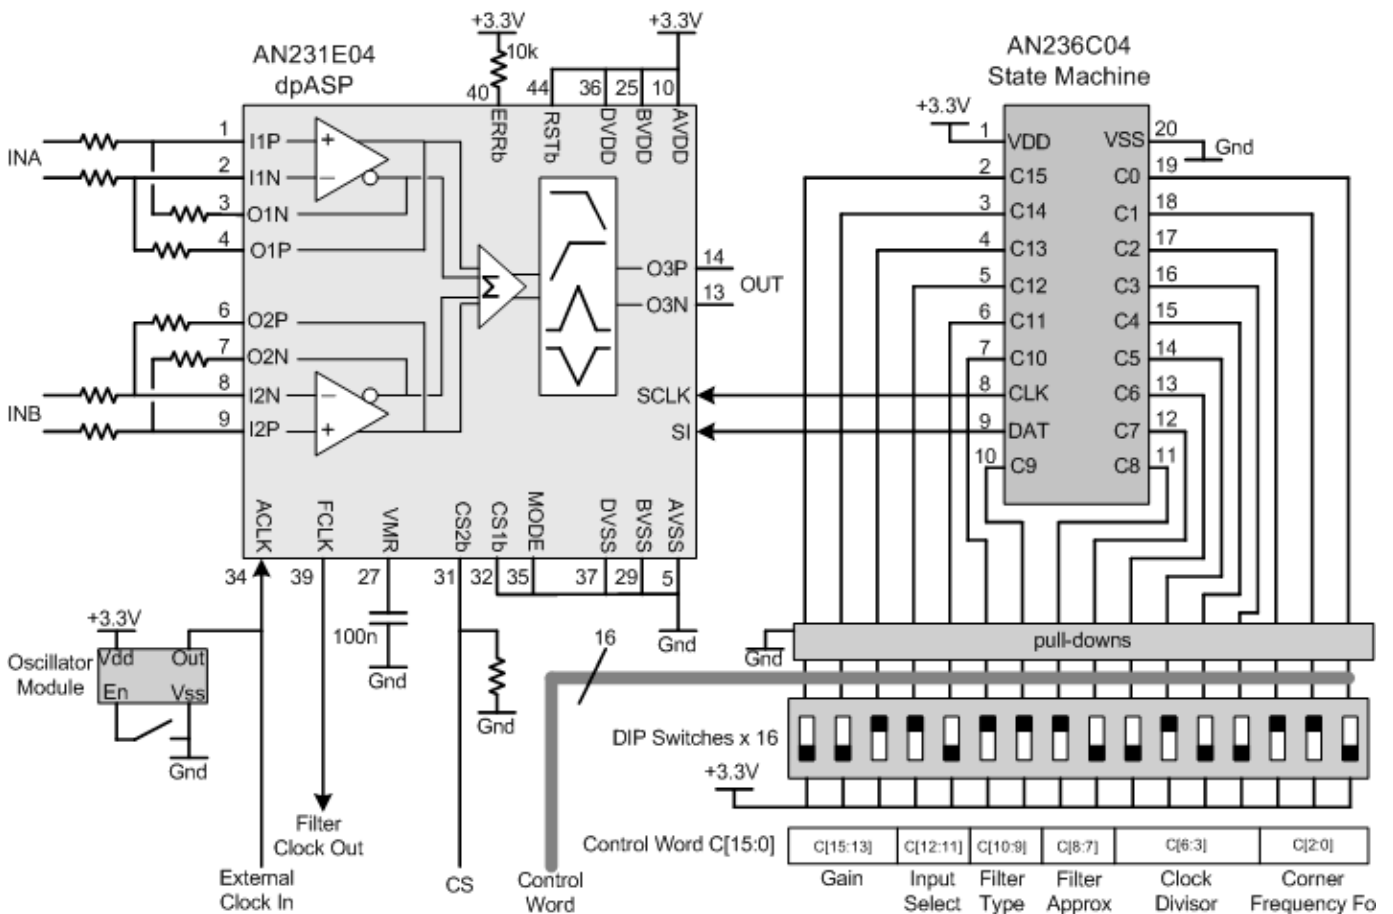 +3.3V
+3.3V
AN231E04
dpASP
10k
40
44
36
25
10
ERRb
RSTb
DVDD
BVDD
AVDD
INA
1
I1P
+
2
I1N
−
3
O1N
4
O1P
Σ
O3P
14
O3N
13
OUT
6
O2P
7
O2N
8
I2N
−
INB
9
I2P
+
SCLK
SI
ACLK
FCLK
VMR
CS2b
CS1b
MODE
DVSS
BVSS
AVSS
34
39
27
31
32
35
37
29
5
100n
Gnd
Gnd
Gnd
+3.3V
Oscillator
Module
Vdd
Out
En
Vss
Gnd
Filter
Clock Out
External
Clock In
CS
Control
Word
16
AN236C04
State Machine
+3.3V
1
VDD
VSS
20
Gnd
2
C15
C0
19
3
C14
C1
18
4
C13
C2
17
5
C12
C3
16
6
C11
C4
15
7
C10
C5
14
8
CLK
C6
13
9
DAT
C7
12
10
C9
C8
11
Gnd
pull-downs
DIP Switches x 16
+3.3V
Control Word C[15:0]
C[15:13]
C[12:11]
C[10:9]
C[8:7]
C[6:3]
C[2:0]
Gain
Input
Select
Filter
Type
Filter
Approx
Clock
Divisor
Corner
Frequency Fo